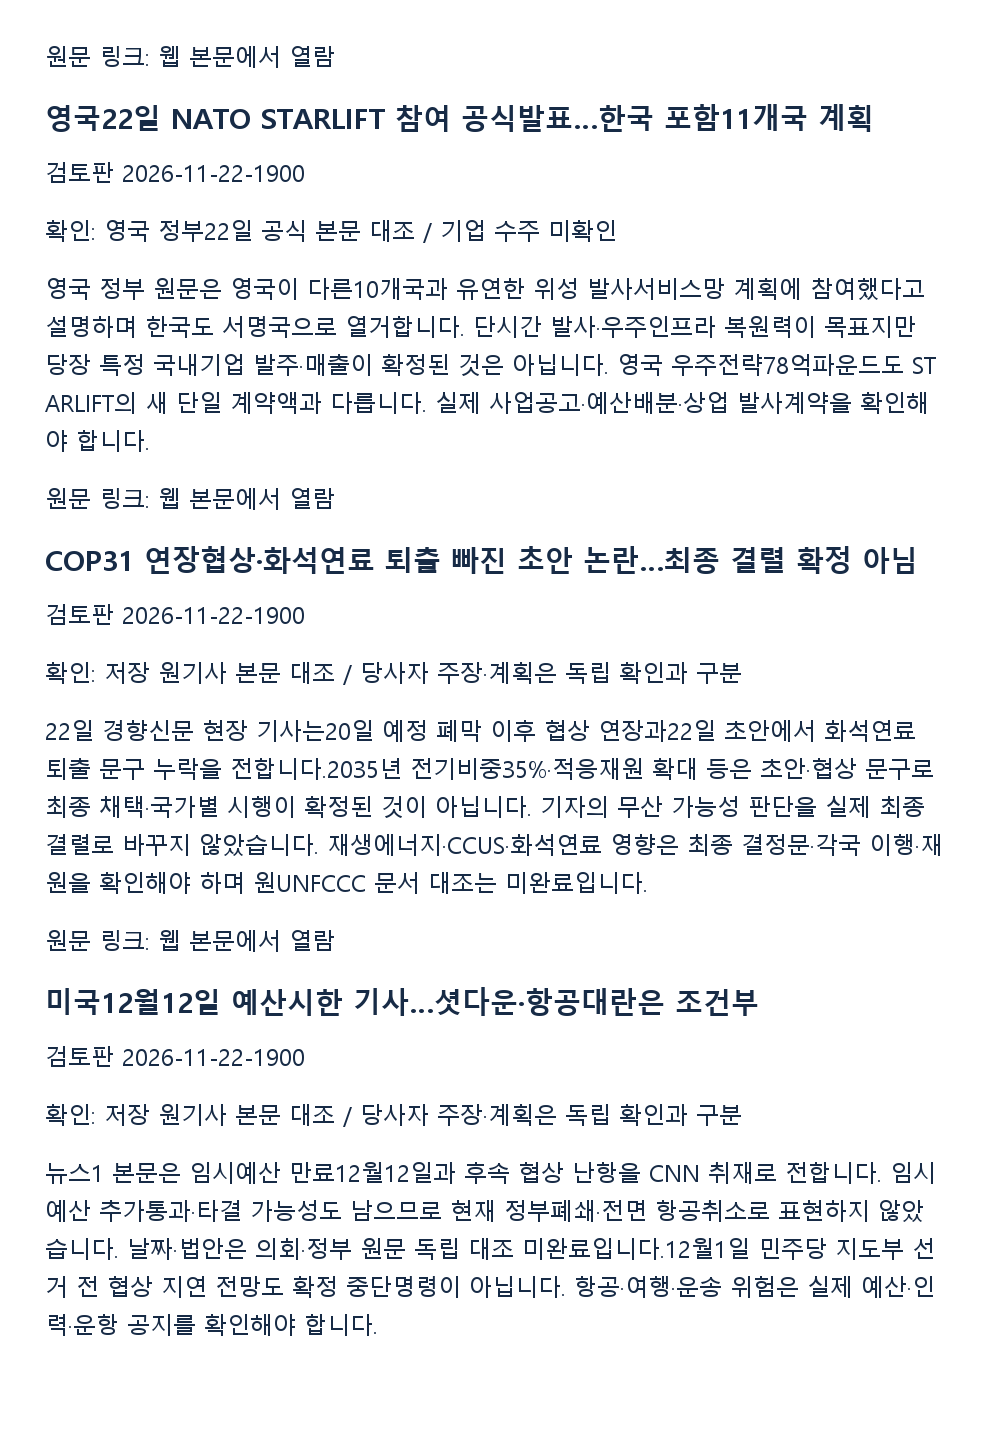 원문 링크: 웹 본문에서 열람
영국22일 NATO STARLIFT 참여 공식발표...한국 포함11개국 계획
검토판 2026-11-22-1900
확인: 영국 정부22일 공식 본문 대조 / 기업 수주 미확인
영국 정부 원문은 영국이 다른10개국과 유연한 위성 발사서비스망 계획에 참여했다고
설명하며 한국도 서명국으로 열거합니다. 단시간 발사·우주인프라 복원력이 목표지만
당장 특정 국내기업 발주·매출이 확정된 것은 아닙니다. 영국 우주전략78억파운드도 ST
ARLIFT의 새 단일 계약액과 다릅니다. 실제 사업공고·예산배분·상업 발사계약을 확인해
야 합니다.
원문 링크: 웹 본문에서 열람
COP31 연장협상·화석연료 퇴출 빠진 초안 논란...최종 결렬 확정 아님
검토판 2026-11-22-1900
확인: 저장 원기사 본문 대조 / 당사자 주장·계획은 독립 확인과 구분
22일 경향신문 현장 기사는20일 예정 폐막 이후 협상 연장과22일 초안에서 화석연료
퇴출 문구 누락을 전합니다.2035년 전기비중35%·적응재원 확대 등은 초안·협상 문구로
최종 채택·국가별 시행이 확정된 것이 아닙니다. 기자의 무산 가능성 판단을 실제 최종
결렬로 바꾸지 않았습니다. 재생에너지·CCUS·화석연료 영향은 최종 결정문·각국 이행·재
원을 확인해야 하며 원UNFCCC 문서 대조는 미완료입니다.
원문 링크: 웹 본문에서 열람
미국12월12일 예산시한 기사...셧다운·항공대란은 조건부
검토판 2026-11-22-1900
확인: 저장 원기사 본문 대조 / 당사자 주장·계획은 독립 확인과 구분
뉴스1 본문은 임시예산 만료12월12일과 후속 협상 난항을 CNN 취재로 전합니다. 임시
예산 추가통과·타결 가능성도 남으므로 현재 정부폐쇄·전면 항공취소로 표현하지 않았
습니다. 날짜·법안은 의회·정부 원문 독립 대조 미완료입니다.12월1일 민주당 지도부 선
거 전 협상 지연 전망도 확정 중단명령이 아닙니다. 항공·여행·운송 위험은 실제 예산·인
력·운항 공지를 확인해야 합니다.